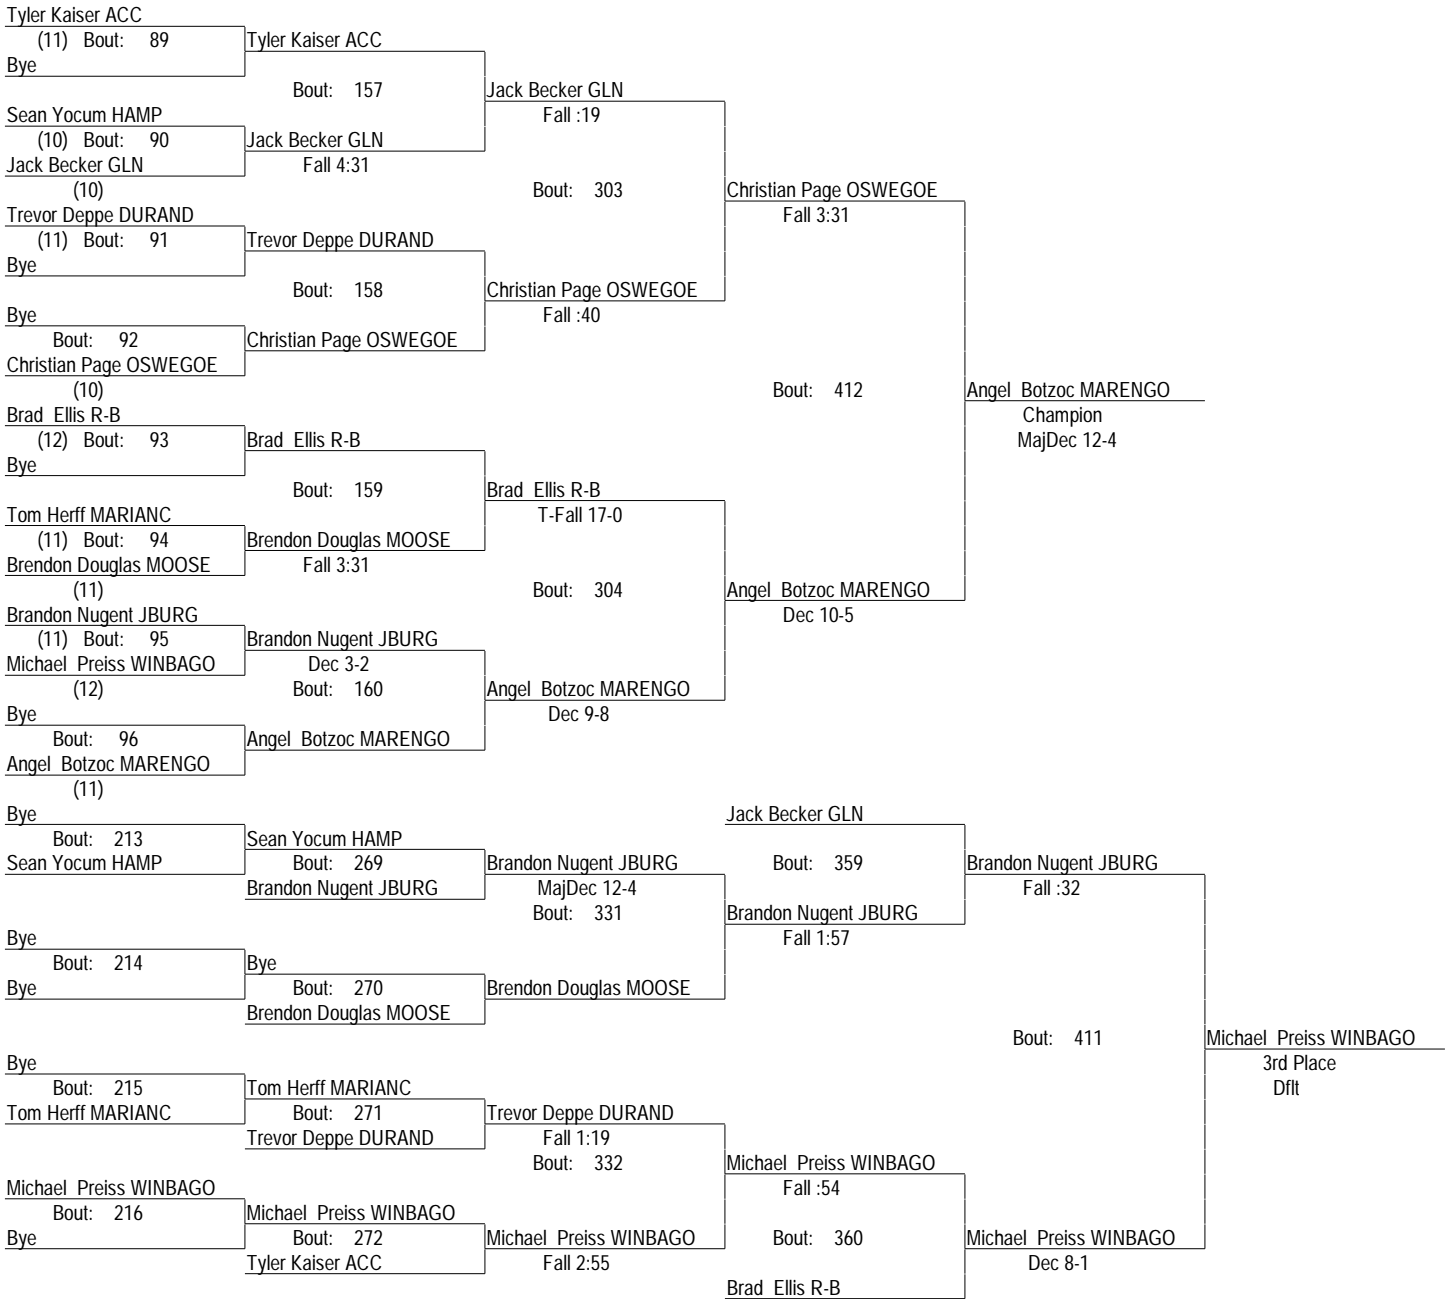 Tyler Kaiser ACC
(11) Bout: 89 Tyler Kaiser ACC
Bye
Bout: 157 Jack Becker GLN
Sean Yocum HAMP Fall :19
(10) Bout: 90 Jack Becker GLN
Jack Becker GLN Fall 4:31
(10) Bout: 303 Christian Page OSWEGOE
Trevor Deppe DURAND Fall 3:31
(11) Bout: 91 Trevor Deppe DURAND
Bye
Bout: 158 Christian Page OSWEGOE
Bye Fall :40
Bout: 92 Christian Page OSWEGOE
Christian Page OSWEGOE
(10) Bout: 412 Angel Botzoc MARENGO
Brad Ellis R-B Champion
(12) Bout: 93 Brad Ellis R-B MajDec 12-4
Bye
Bout: 159 Brad Ellis R-B
Tom Herff MARIANC T-Fall 17-0
(11) Bout: 94 Brendon Douglas MOOSE
Brendon Douglas MOOSE Fall 3:31
(11) Bout: 304 Angel Botzoc MARENGO
Brandon Nugent JBURG Dec 10-5
(11) Bout: 95 Brandon Nugent JBURG
Michael Preiss WINBAGO Dec 3-2
(12) Bout: 160 Angel Botzoc MARENGO
Bye Dec 9-8
Bout: 96 Angel Botzoc MARENGO
Angel Botzoc MARENGO
(11)
Bye Jack Becker GLN
Bout: 213 Sean Yocum HAMP
Sean Yocum HAMP Bout: 269 Brandon Nugent JBURG Bout: 359 Brandon Nugent JBURG
Brandon Nugent JBURG MajDec 12-4 Fall :32
Bout: 331 Brandon Nugent JBURG
Bye Fall 1:57
Bout: 214 Bye
Bye Bout: 270 Brendon Douglas MOOSE
Brendon Douglas MOOSE
Bout: 411 Michael Preiss WINBAGO
Bye 3rd Place
Bout: 215 Tom Herff MARIANC Dflt
Tom Herff MARIANC Bout: 271 Trevor Deppe DURAND
Trevor Deppe DURAND Fall 1:19
Bout: 332 Michael Preiss WINBAGO
Michael Preiss WINBAGO Fall :54
Bout: 216 Michael Preiss WINBAGO
Bye Bout: 272 Michael Preiss WINBAGO Bout: 360 Michael Preiss WINBAGO
Tyler Kaiser ACC Fall 2:55 Dec 8-1
Brad Ellis R-B